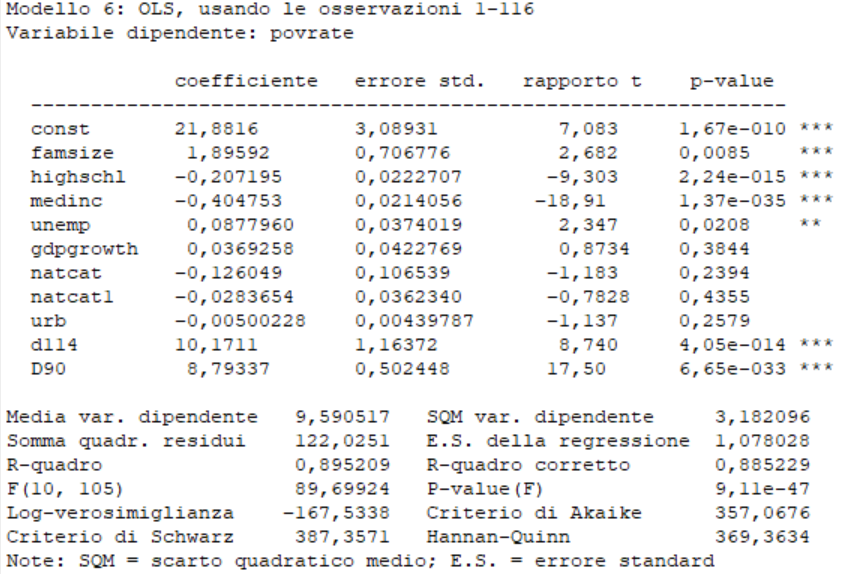 Modello 6: OLS, usando le osservazioni 1-116
Variabile dipendente: povrate
coefficiente errore std. rapporto t p-value
---------------------------------------------------------------
const 21,8816 3,08931 7,083 1,67e-010 ***
famsize 1,89592 0,706776 2,682 0,0085 ***
highschl -0,207195 0,0222707 -9,303 2,24e-015 ***
medinc -0,404753 0,0214056 -18,91 1,37e-035 ***
unemp 0,0877960 0,0374019 2,347 0,0208 **
gdpgrowth 0,0369258 0,0422769 0,8734 0,3844
natcat -0,126049 0,106539 -1,183 0,2394
natcat1 -0,0283654 0,0362340 -0,7828 0,4355
urb -0,00500228 0,00439787 -1,137 0,2579
d114 10,1711 1,16372 8,740 4,05e-014 ***
D90 8,79337 0,502448 17,50 6,65e-033 ***
Media var. dipendente 9,590517 SQM var. dipendente 3,182096
Somma quadr. residui 122,0251 E.S. della regressione 1,078028
R-quadro 0,895209 R-quadro corretto 0,885229
F(10, 105) 89,69924 P-value(F) 9,11e-47
Log-verosimiglianza -167,5338 Criterio di Akaike 357,0676
Criterio di Schwarz 387,3571 Hannan-Quinn 369,3634
Note: SQM = scarto quadratico medio; E.S. = errore standard